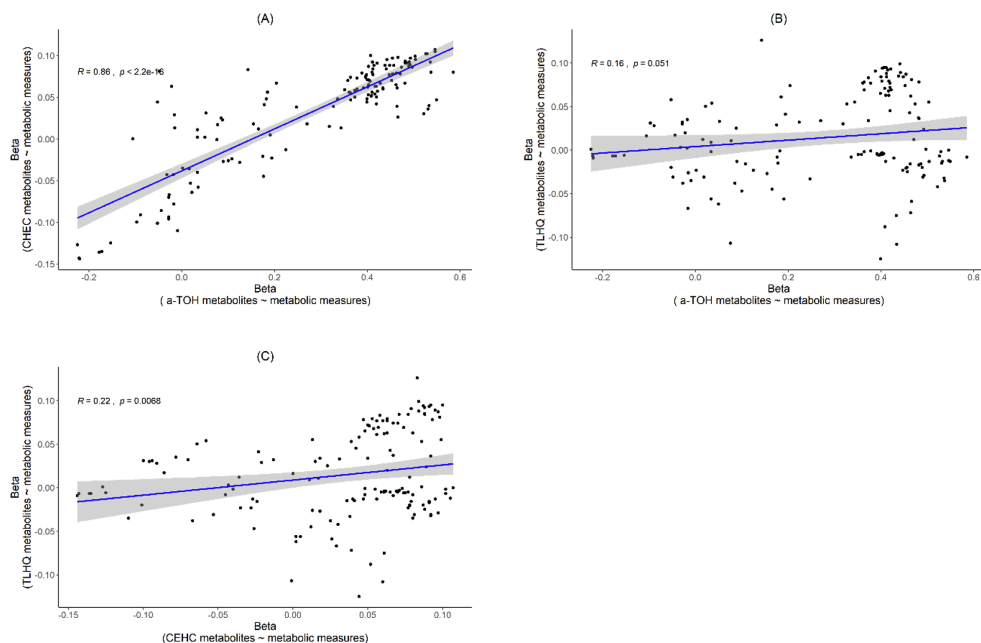 (A)
R = 0.86 , p < 2.2e-16
0.10
0.05
0.00
-0.05
-0.10
-0.15
Beta
(CHEC metabolites ~ metabolic measures)
-0.2
0.0
0.2
0.4
0.6
Beta
( a-TOH metabolites ~ metabolic measures)
(B)
R = 0.16 , p = 0.051
0.10
0.05
0.00
-0.05
-0.10
Beta
(TLHQ metabolites ~ metabolic measures)
-0.2
0.0
0.2
0.4
0.6
Beta
( a-TOH metabolites ~ metabolic measures)
(C)
R = 0.22 , p = 0.0068
0.10
0.05
0.00
-0.05
-0.10
Beta
(TLHQ metabolites ~ metabolic measures)
-0.15
-0.10
-0.05
0.00
0.05
0.10
Beta
(CEHC metabolites ~ metabolic measures)